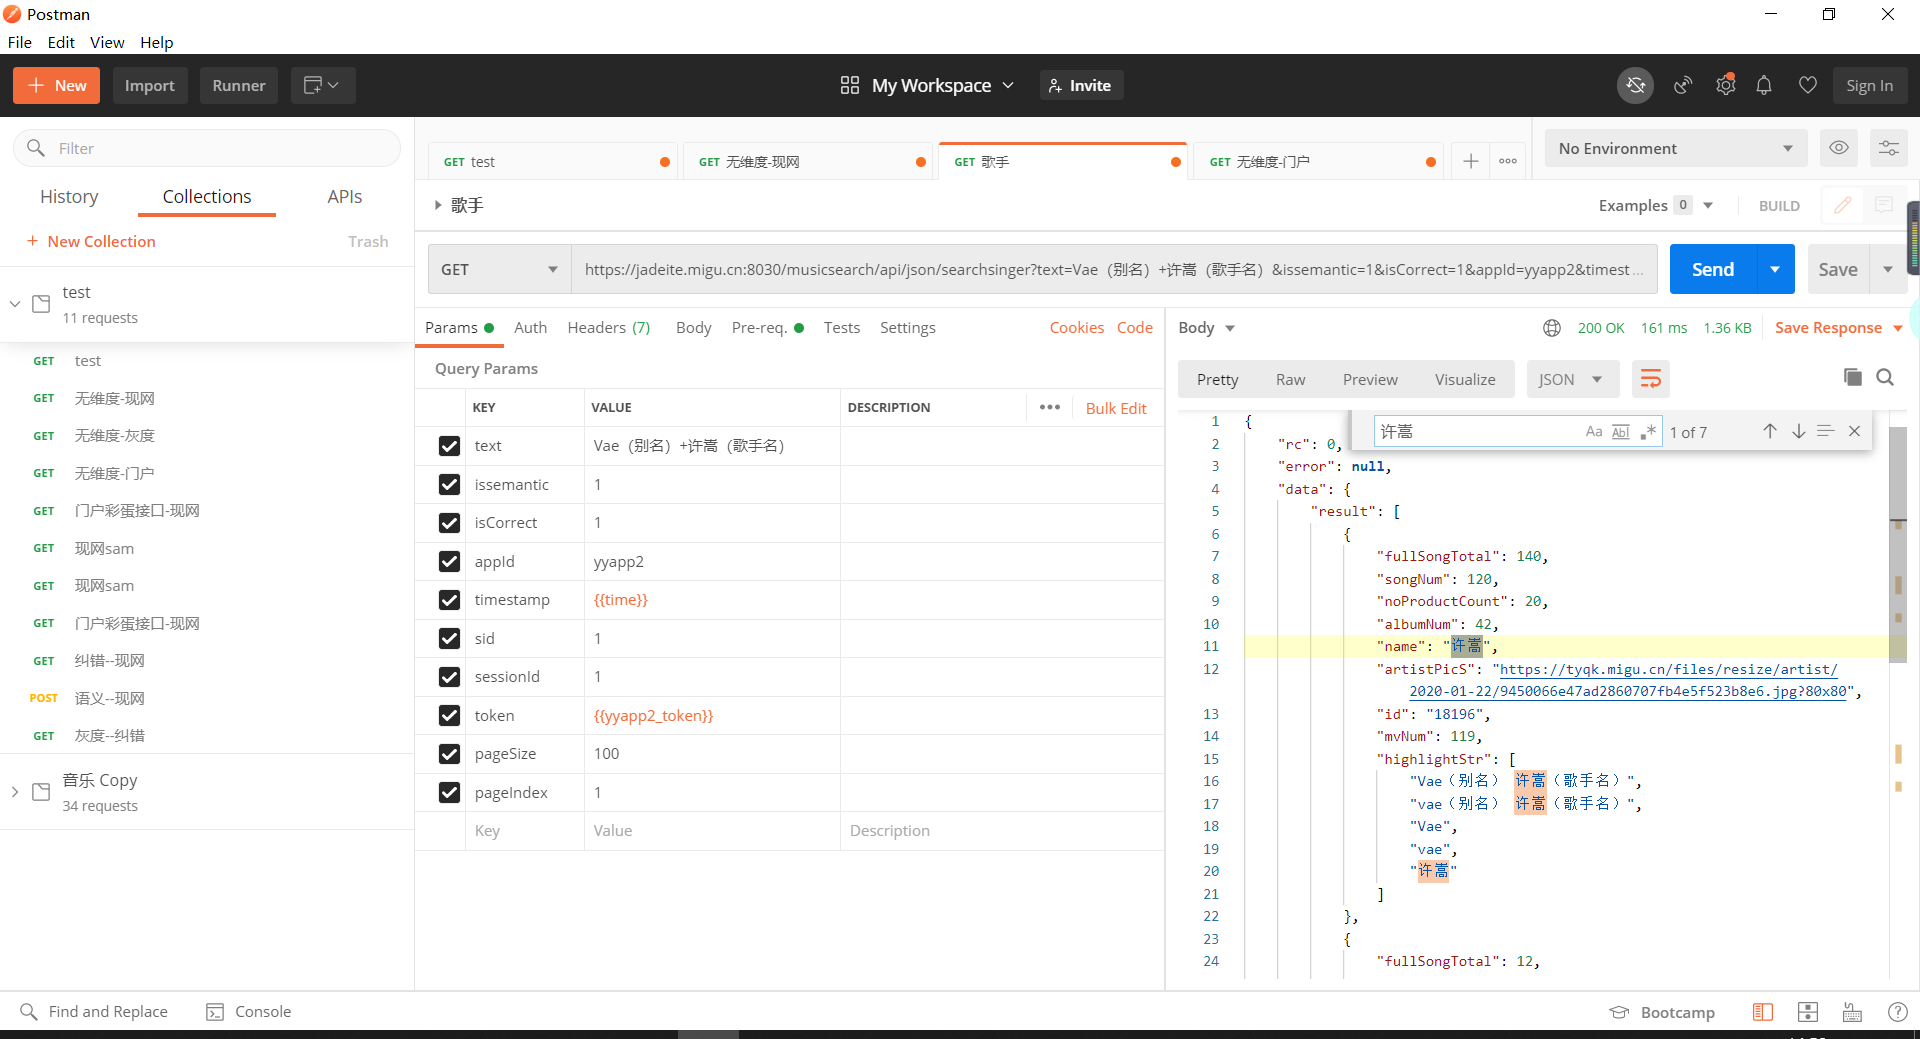 Postman
File Edit View Help
New Import Runner My Workspace Invite Sign In
Filter
History Collections APIs
+ New Collection Trash
test
11 requests
GET test
GET 无维度-现网
GET 无维度-灰度
GET 无维度-门户
GET 门户彩蛋接口-现网
GET 现网sam
GET 现网sam
GET 门户彩蛋接口-现网
GET 纠错--现网
POST 语义--现网
GET 灰度--纠错
音乐 Copy
34 requests
GET test GET 无维度-现网 GET 歌手 GET 无维度-门户 No Environment
歌手 Examples 0 BUILD
GET https://jadeite.migu.cn:8030/musicsearch/api/json/searchsinger?text=Vae（别名）+许嵩（歌手名）&issemantic=1&isCorrect=1&appId=yyapp2&timest... Send Save
Params Auth Headers (7) Body Pre-req. Tests Settings Cookies Code
Query Params
KEY VALUE DESCRIPTION Bulk Edit
text Vae（别名）+许嵩（歌手名）
issemantic 1
isCorrect 1
appId yyapp2
timestamp {{time}}
sid 1
sessionId 1
token {{yyapp2_token}}
pageSize 100
pageIndex 1
Key Value Description
Body 200 OK 161 ms 1.36 KB Save Response
Pretty Raw Preview Visualize JSON
许嵩 Aa Abl .* 1 of 7
1 {
2 "rc": 0,
3 "error": null,
4 "data": {
5 "result": [
6 {
7 "fullSongTotal": 140,
8 "songNum": 120,
9 "noProductCount": 20,
10 "albumNum": 42,
11 "name": "许嵩",
12 "artistPicS": "https://tyqk.migu.cn/files/resize/artist/
2020-01-22/9450066e47ad2860707fb4e5f523b8e6.jpg?80x80",
13 "id": "18196",
14 "mvNum": 119,
15 "highlightStr": [
16 "Vae（别名） 许嵩（歌手名）",
17 "vae（别名） 许嵩（歌手名）",
18 "Vae",
19 "vae",
20 "许嵩"
21 ]
22 },
23 {
24 "fullSongTotal": 12,
Find and Replace Console Bootcamp